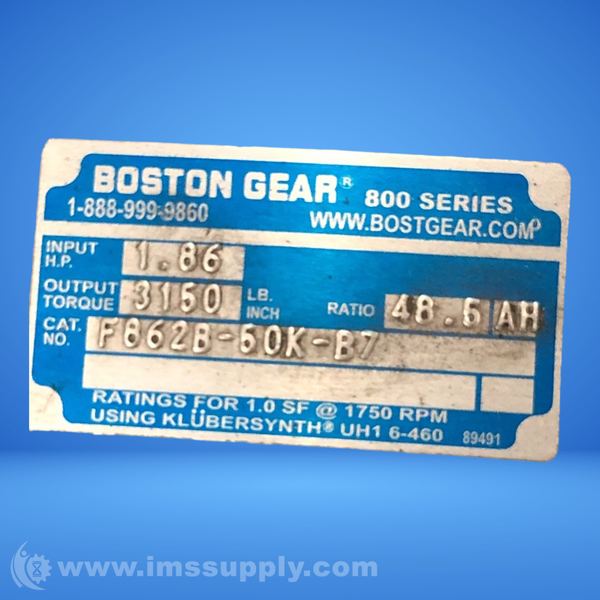 BOSTON GEAR® 800 SERIES
1-888-999-9860 WWW.BOSTGEAR.COM
INPUT H.P. 1.86
OUTPUT TORQUE 3150 LB. INCH RATIO 48.5 AH
CAT. NO. F862B-50K-B7
RATINGS FOR 1.0 SF @ 1750 RPM
USING KLÜBERSYNTH® UH1 6-460 89491
www.imssupply.com